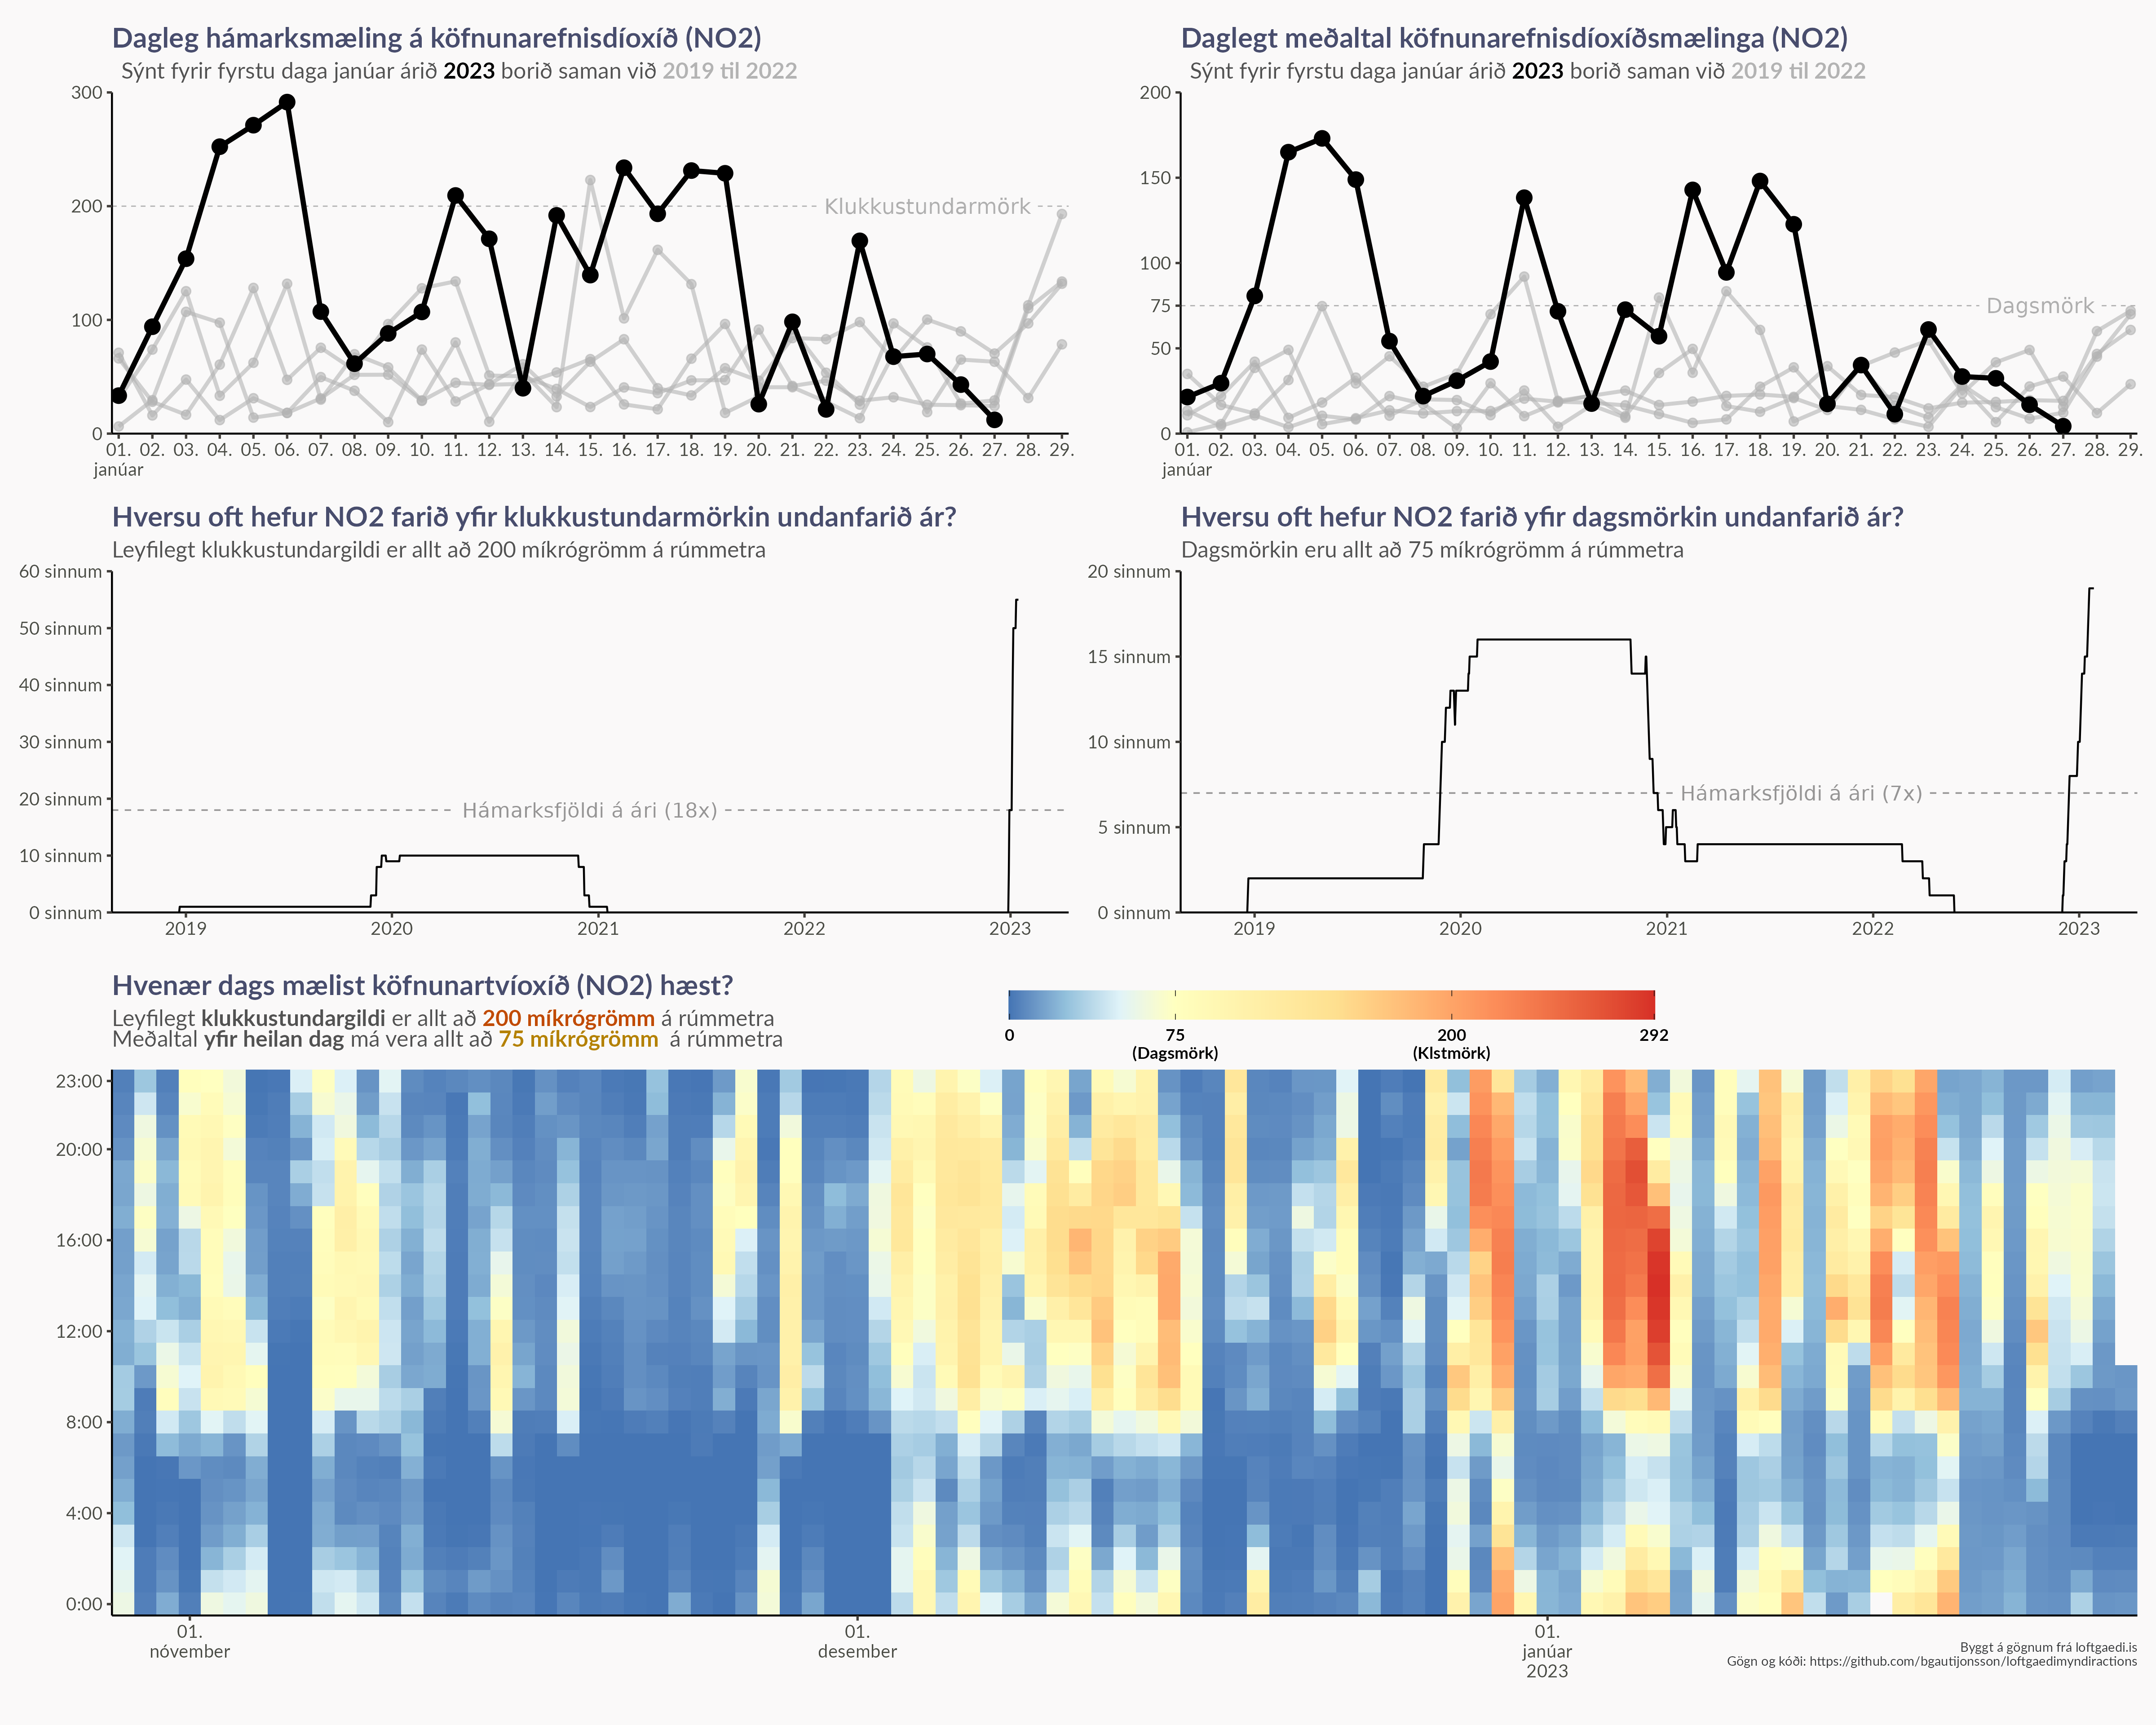 Dagleg hámarksmæling á köfnunarefnisdíoxíð (NO2)
Sýnt fyrir fyrstu daga janúar árið 2023 borið saman við 2019 til 2022
300
200
100
0
Klukkustundarmörk
01. 02. 03. 04. 05. 06. 07. 08. 09. 10. 11. 12. 13. 14. 15. 16. 17. 18. 19. 20. 21. 22. 23. 24. 25. 26. 27. 28. 29.
janúar
Daglegt meðaltal köfnunarefnisdíoxíðsmælinga (NO2)
Sýnt fyrir fyrstu daga janúar árið 2023 borið saman við 2019 til 2022
200
150
100
75
50
0
Dagsmörk
01. 02. 03. 04. 05. 06. 07. 08. 09. 10. 11. 12. 13. 14. 15. 16. 17. 18. 19. 20. 21. 22. 23. 24. 25. 26. 27. 28. 29.
janúar
Hversu oft hefur NO2 farið yfir klukkustundarmörkin undanfarið ár?
Leyfilegt klukkustundargildi er allt að 200 míkrógrömm á rúmmetra
60 sinnum
50 sinnum
40 sinnum
30 sinnum
20 sinnum
10 sinnum
0 sinnum
Hámarksfjöldi á ári (18x)
2019 2020 2021 2022 2023
Hversu oft hefur NO2 farið yfir dagsmörkin undanfarið ár?
Dagsmörkin eru allt að 75 míkrógrömm á rúmmetra
20 sinnum
15 sinnum
10 sinnum
5 sinnum
0 sinnum
Hámarksfjöldi á ári (7x)
2019 2020 2021 2022 2023
Hvenær dags mælist köfnunartvíoxíð (NO2) hæst?
Leyfilegt klukkustundargildi er allt að 200 míkrógrömm á rúmmetra
Meðaltal yfir heilan dag má vera allt að 75 míkrógrömm á rúmmetra
0 75 200 292
(Dagsmörk) (Klstmörk)
23:00
20:00
16:00
12:00
8:00
4:00
0:00
01. 01. 01.
nóvember desember janúar
2023
Byggt á gögnum frá loftgaedi.is
Gögn og kóði: https://github.com/bgautijonsson/loftgaedimyndiractions